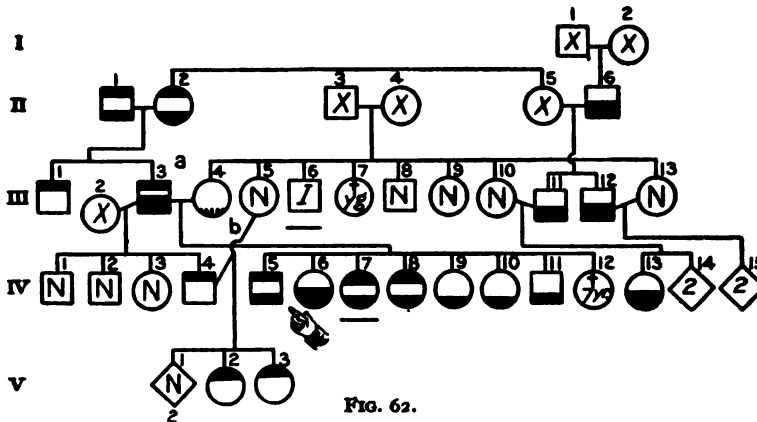 1 2
I X X
1 2 3 4 5 6
II X X X
a
1 2 3 4 5 6 7 8 9 10 11 12 13
III X N I yg N N N N
b
1 2 3 4 5 6 7 8 9 10 11 12 13 14 15
IV N N N 7yr 2 2
1 2 3
V N
2
FIG. 62.